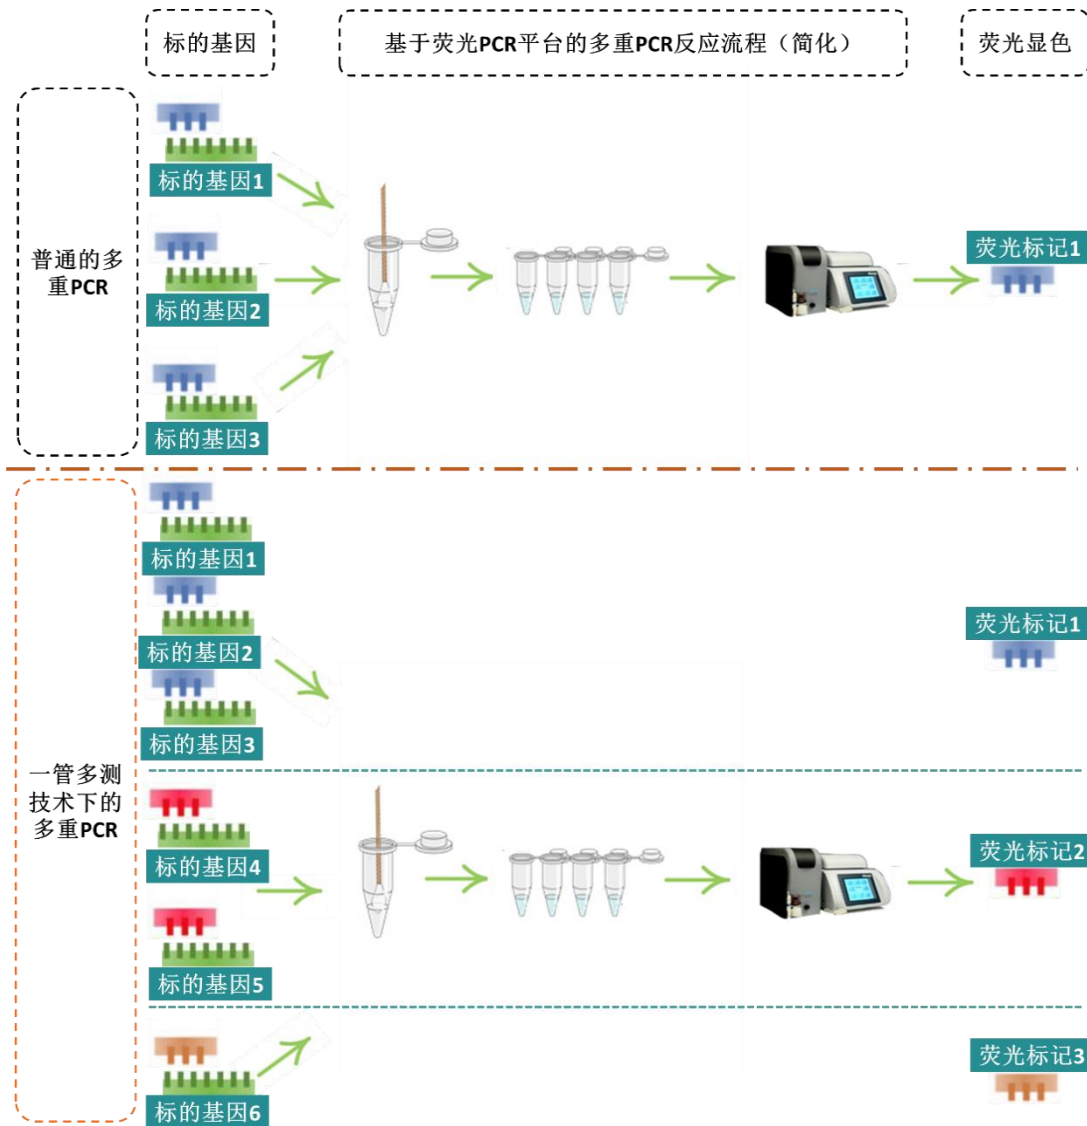 标的基因
基于荧光PCR平台的多重PCR反应流程（简化）
荧光显色
普通的多
重PCR
标的基因1
标的基因2
标的基因3
荧光标记1
一管多测
技术下的
多重PCR
标的基因1
标的基因2
标的基因3
荧光标记1
标的基因4
标的基因5
荧光标记2
标的基因6
荧光标记3